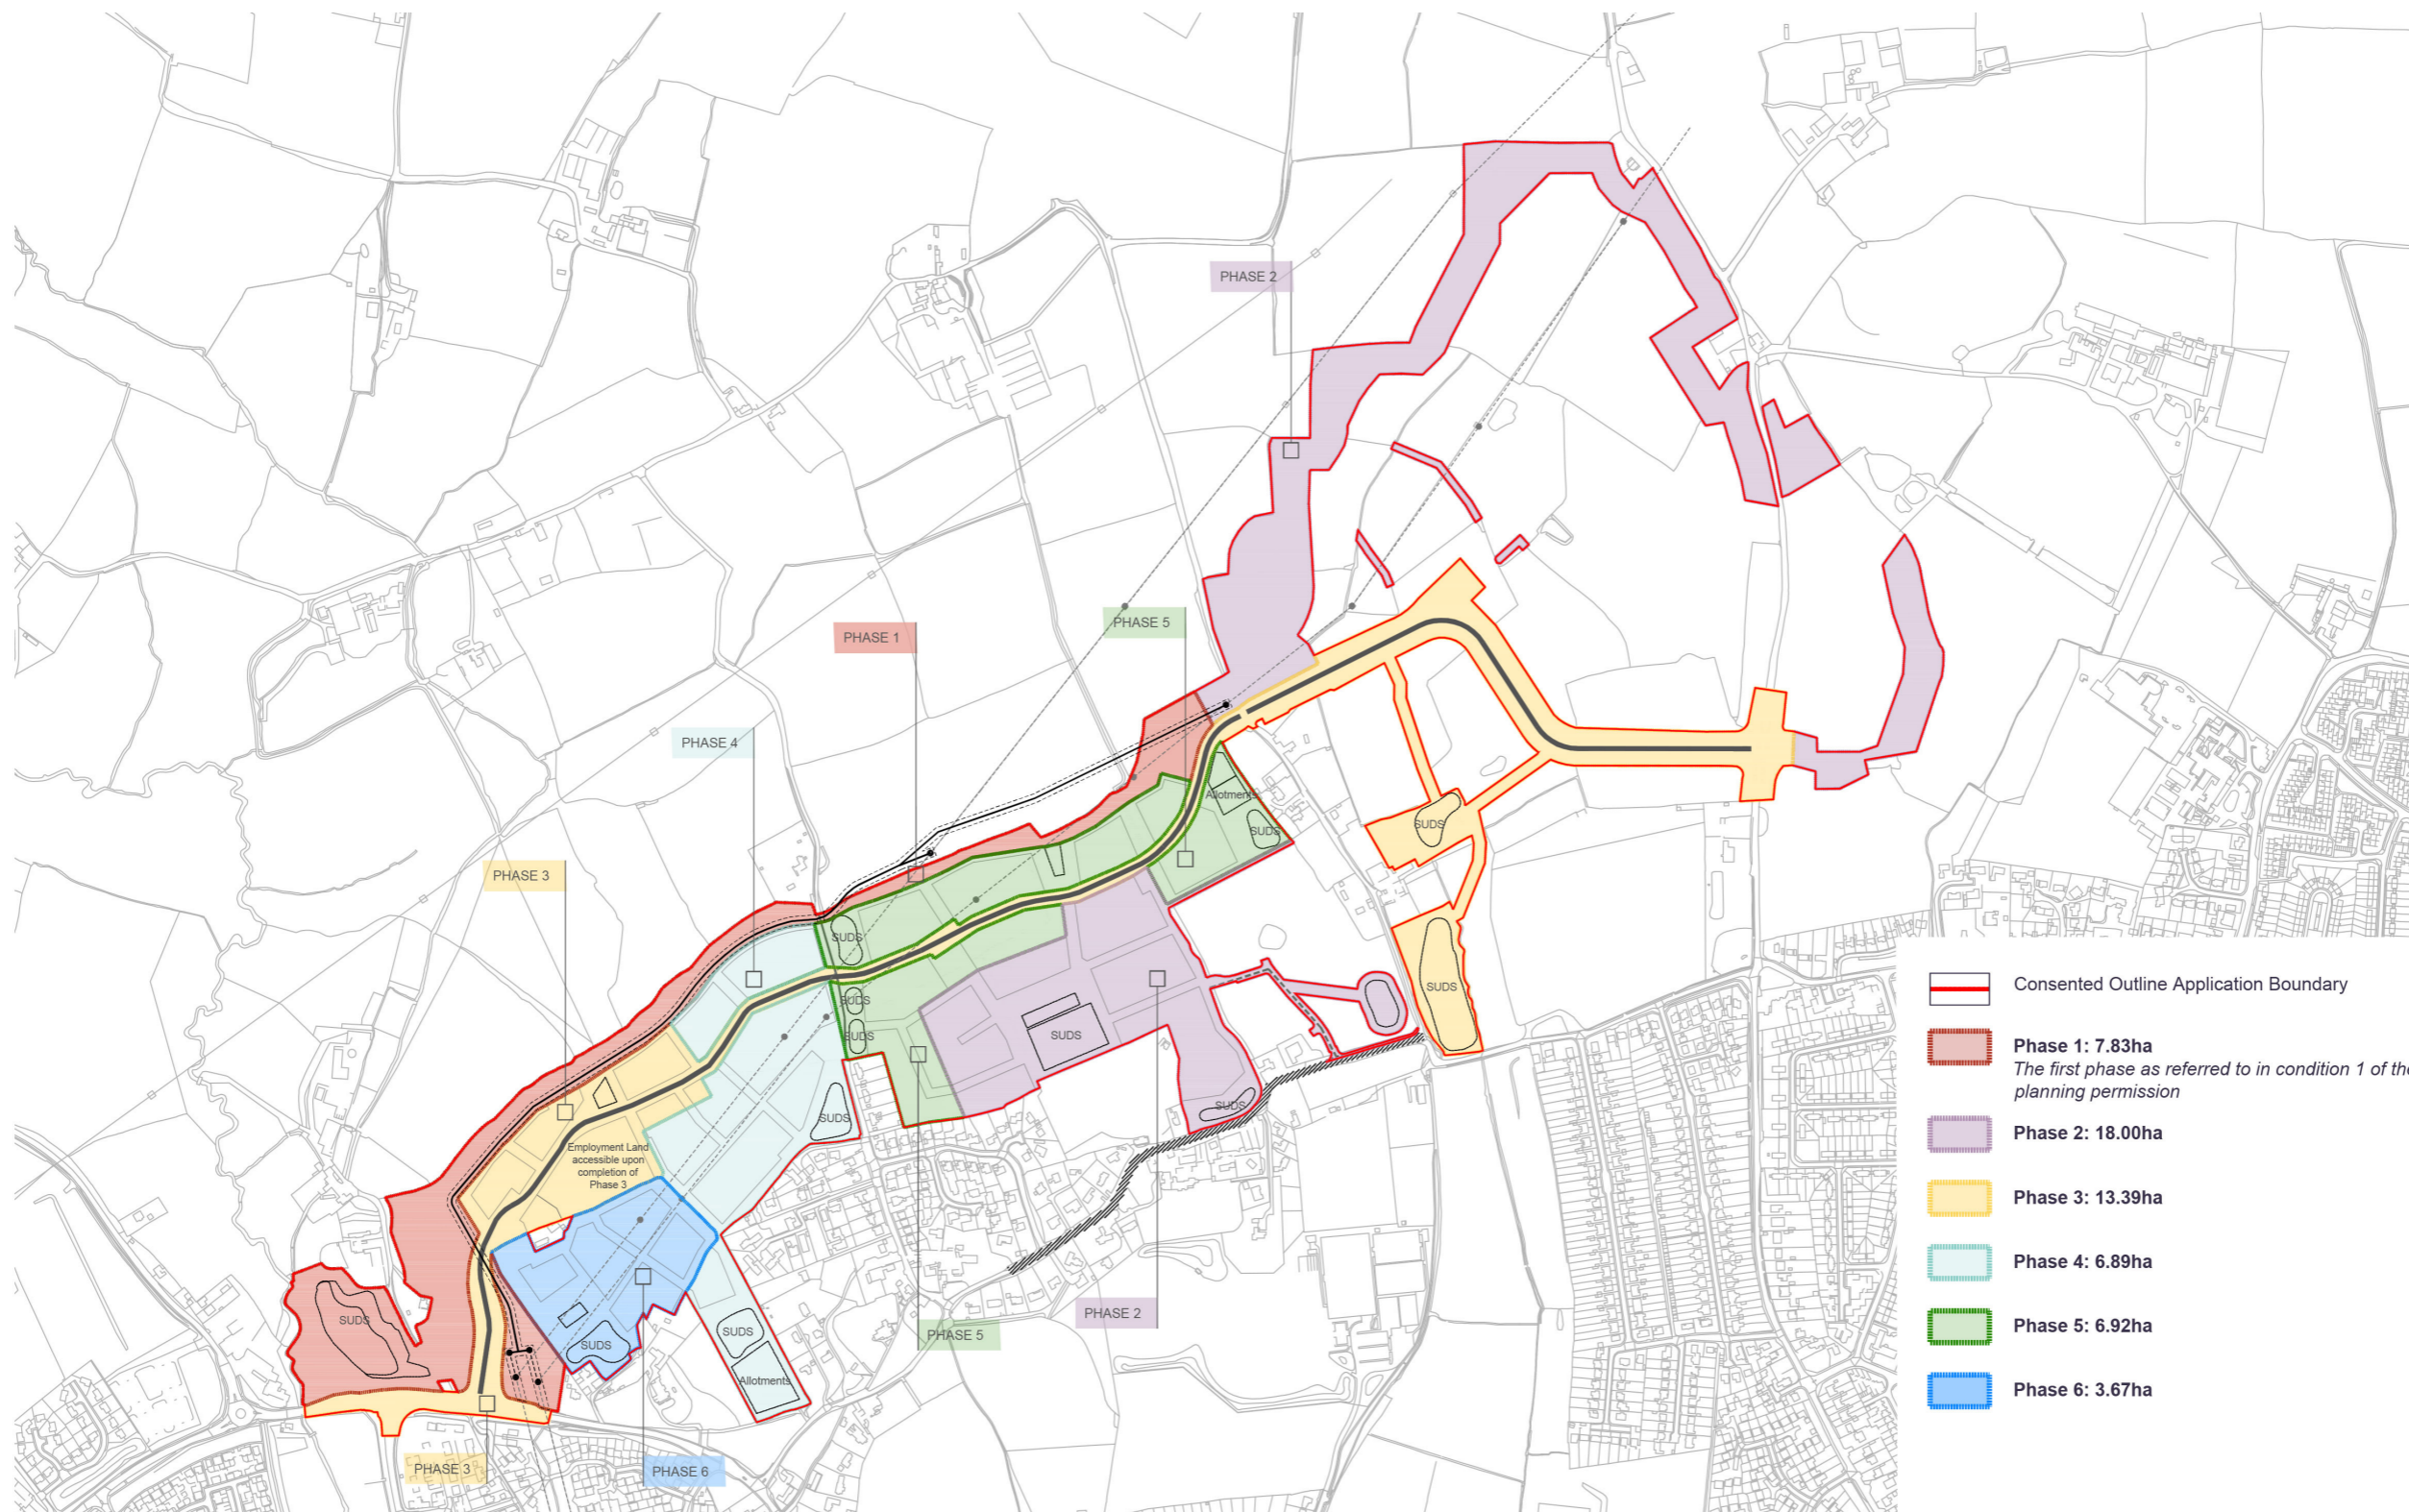 PHASE 2
PHASE 5
PHASE 1
PHASE 4
Allotments
SUDS
SUDS
PHASE 3
SUDS
SUDS
SUDS
SUDS
SUDS
SUDS
SUDS
SUDS
Employment Land
accessible upon
completion of
Phase 3
SUDS
SUDS
SUDS
Allotments
PHASE 5
PHASE 2
PHASE 3
PHASE 6
Consented Outline Application Boundary
Phase 1: 7.83ha
The first phase as referred to in condition 1 of the
planning permission
Phase 2: 18.00ha
Phase 3: 13.39ha
Phase 4: 6.89ha
Phase 5: 6.92ha
Phase 6: 3.67ha